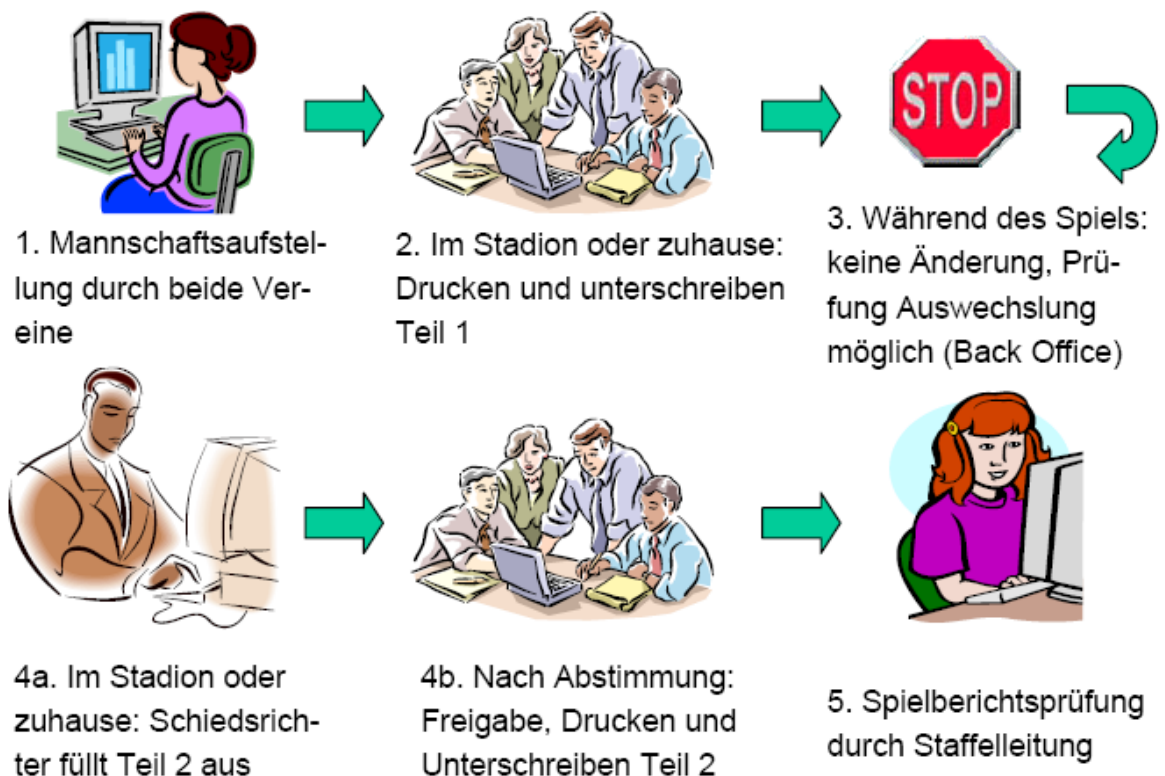 1. Mannschaftsaufstel-
lung durch beide Ver-
eine
2. Im Stadion oder zuhause:
Drucken und unterschreiben
Teil 1
STOP
3. Während des Spiels:
keine Änderung, Prü-
fung Auswechslung
möglich (Back Office)
4a. Im Stadion oder
zuhause: Schiedsrich-
ter füllt Teil 2 aus
4b. Nach Abstimmung:
Freigabe, Drucken und
Unterschreiben Teil 2
5. Spielberichtsprüfung
durch Staffelleitung